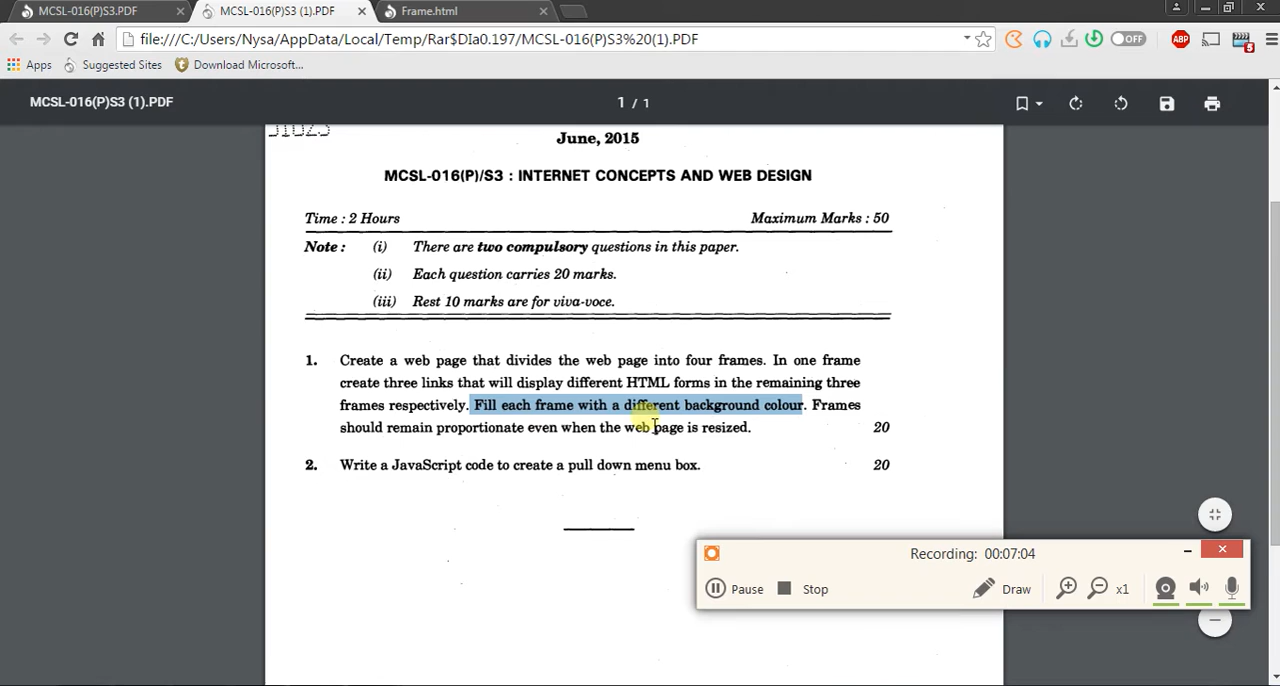 MCSL-016(P)S3.PDF
MCSL-016(P)S3 (1).PDF
Frame.html
file:///C:/Users/Nysa/AppData/Local/Temp/Rar$DIa0.197/MCSL-016(P)S3%20(1).PDF
ABP
OFF
5
Apps
Suggested Sites
Download Microsoft...
MCSL-016(P)S3 (1).PDF
1 / 1
June, 2015
MCSL-016(P)/S3 : INTERNET CONCEPTS AND WEB DESIGN
Time : 2 Hours Maximum Marks : 50
Note : (i) There are two compulsory questions in this paper.
(ii) Each question carries 20 marks.
(iii) Rest 10 marks are for viva-voce.
1. Create a web page that divides the web page into four frames. In one frame
create three links that will display different HTML forms in the remaining three
frames respectively. Fill each frame with a different background colour. Frames
should remain proportionate even when the web page is resized. 20
2. Write a JavaScript code to create a pull down menu box. 20
Recording: 00:07:04
Pause Stop Draw x1